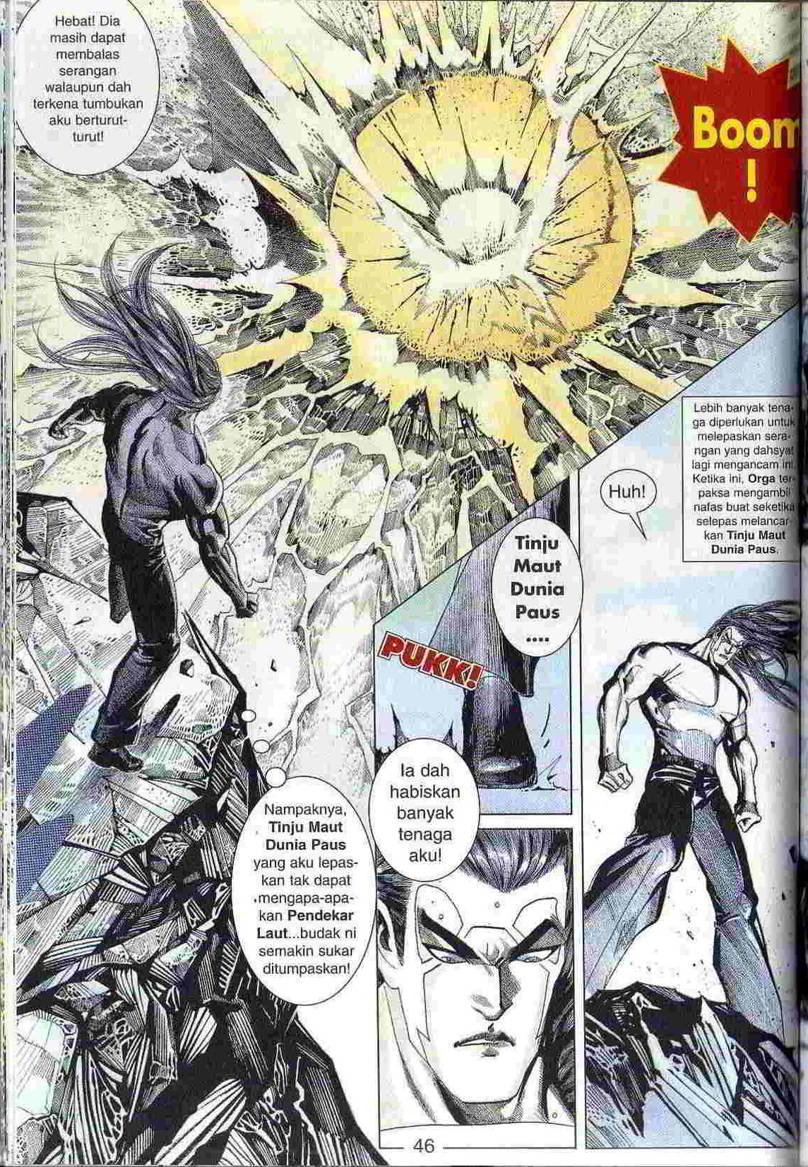 Hebat! Dia
masih dapat
membalas
serangan
walaupun dah
terkena tumbukan
aku berturut-
turut!
Boom
!
Nampaknya,
Tinju Maut
Dunia Paus
yang aku lepas-
kan tak dapat
mengapa-apa-
kan Pendekar
Laut...budak ni
semakin sukar
ditumpaskan!
Tinju
Maut
Dunia
Paus
....
PUKK!
Ia dah
habiskan
banyak
tenaga
aku!
Huh!
Lebih banyak tena-
ga diperlukan untuk
melepaskan sera-
ngan yang dahsyat
lagi mengancam ini.
Ketika ini, Orga ter-
paksa mengambil
nafas buat seketika
selepas melancar-
kan Tinju Maut
Dunia Paus.
46